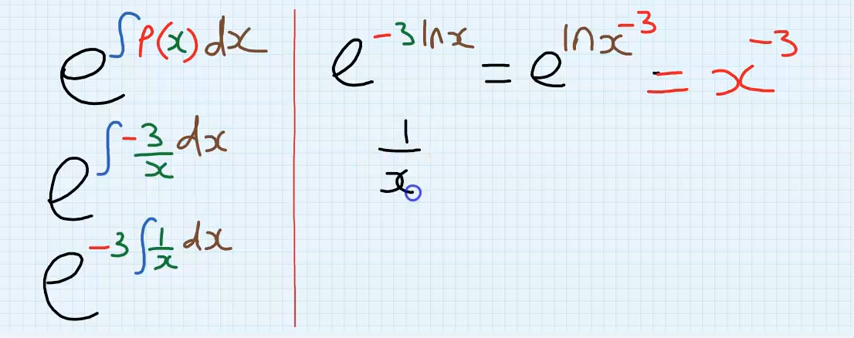 e^∫P(x)dx
e^∫-3/x dx
e^-3∫1/x dx
e^-3lnx = e^lnx^-3 = x^-3
1/x